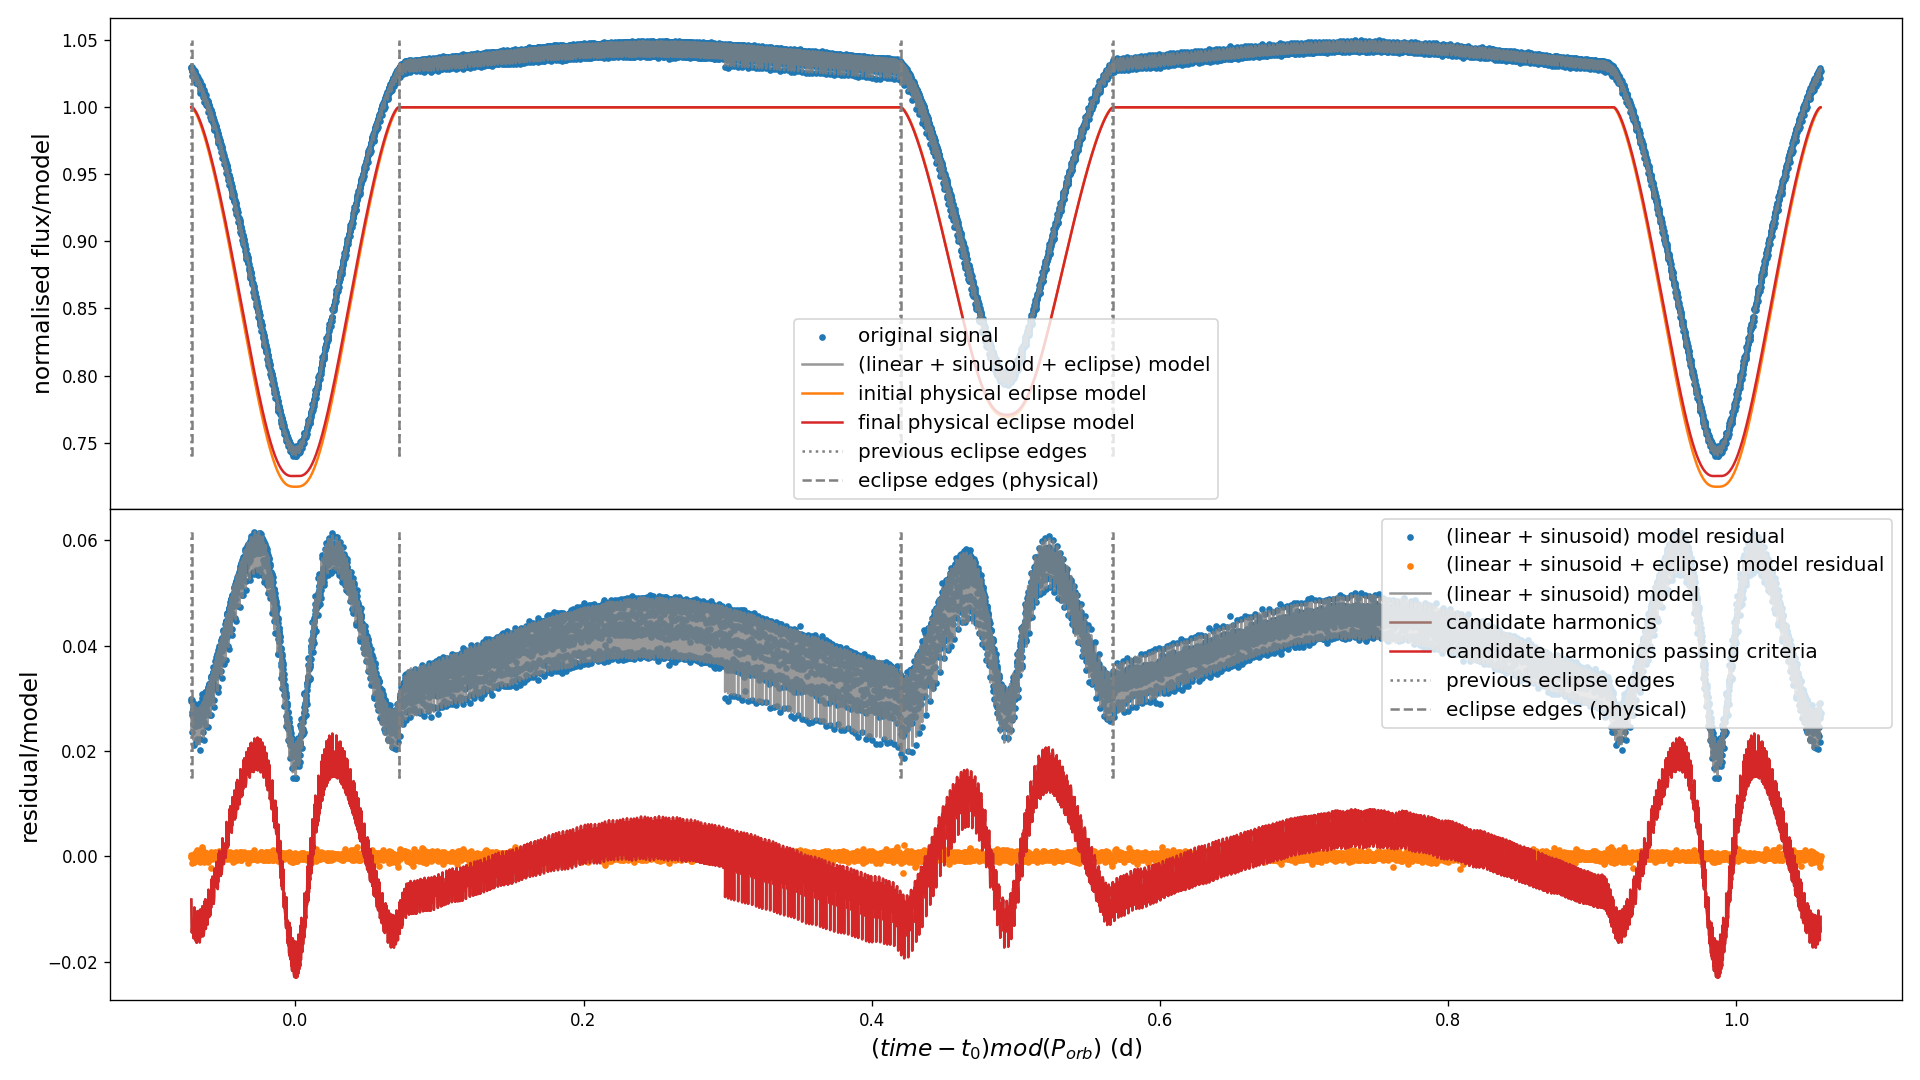 1.05
1.00
0.95
0.90
0.85
0.80
0.75
normalised flux/model
original signal
(linear + sinusoid + eclipse) model
initial physical eclipse model
final physical eclipse model
previous eclipse edges
eclipse edges (physical)
0.06
0.04
0.02
0.00
−0.02
residual/model
(linear + sinusoid) model residual
(linear + sinusoid + eclipse) model residual
(linear + sinusoid) model
candidate harmonics
candidate harmonics passing criteria
previous eclipse edges
eclipse edges (physical)
0.0 0.2 0.4 0.6 0.8 1.0
(time − t₀)mod(Pₒᵣb) (d)